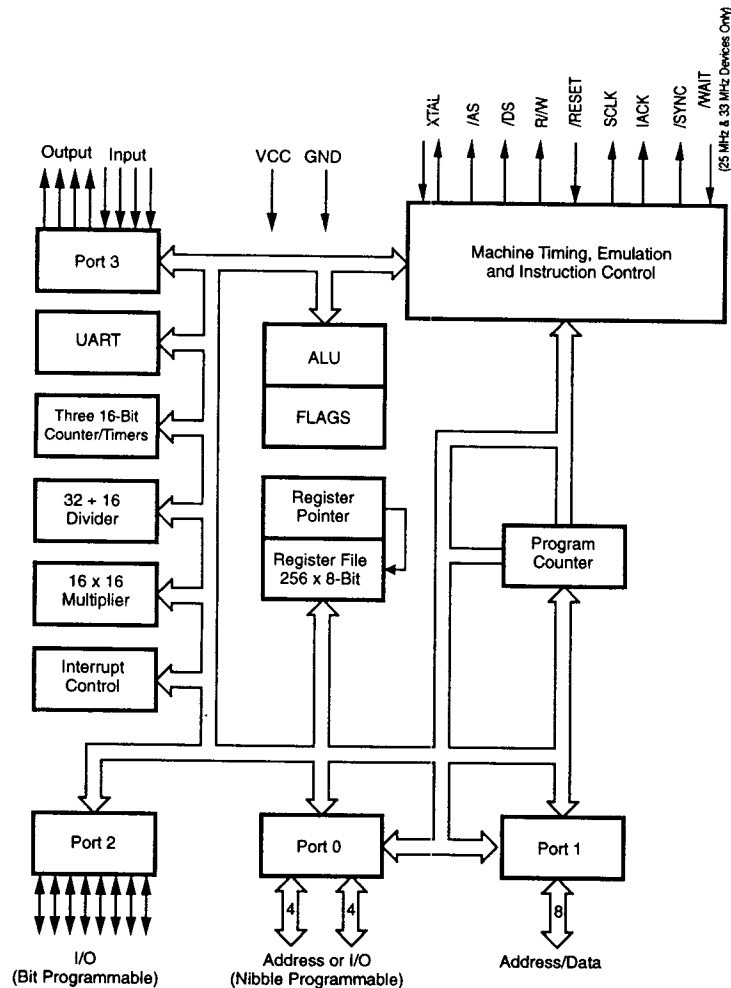 (25 MHz & 33 MHz Devices Only)
XTAL
/AS
/DS
R//W
/RESET
SCLK
IACK
/SYNC
/WAIT
Output
Input
VCC
GND
Port 3
Machine Timing, Emulation
and Instruction Control
UART
ALU
FLAGS
Three 16-Bit
Counter/Timers
32 ÷ 16
Divider
Register
Pointer
Register File
256 x 8-Bit
Program
Counter
16 x 16
Multiplier
Interrupt
Control
Port 2
Port 0
Port 1
4
4
8
I/O
(Bit Programmable)
Address or I/O
(Nibble Programmable)
Address/Data